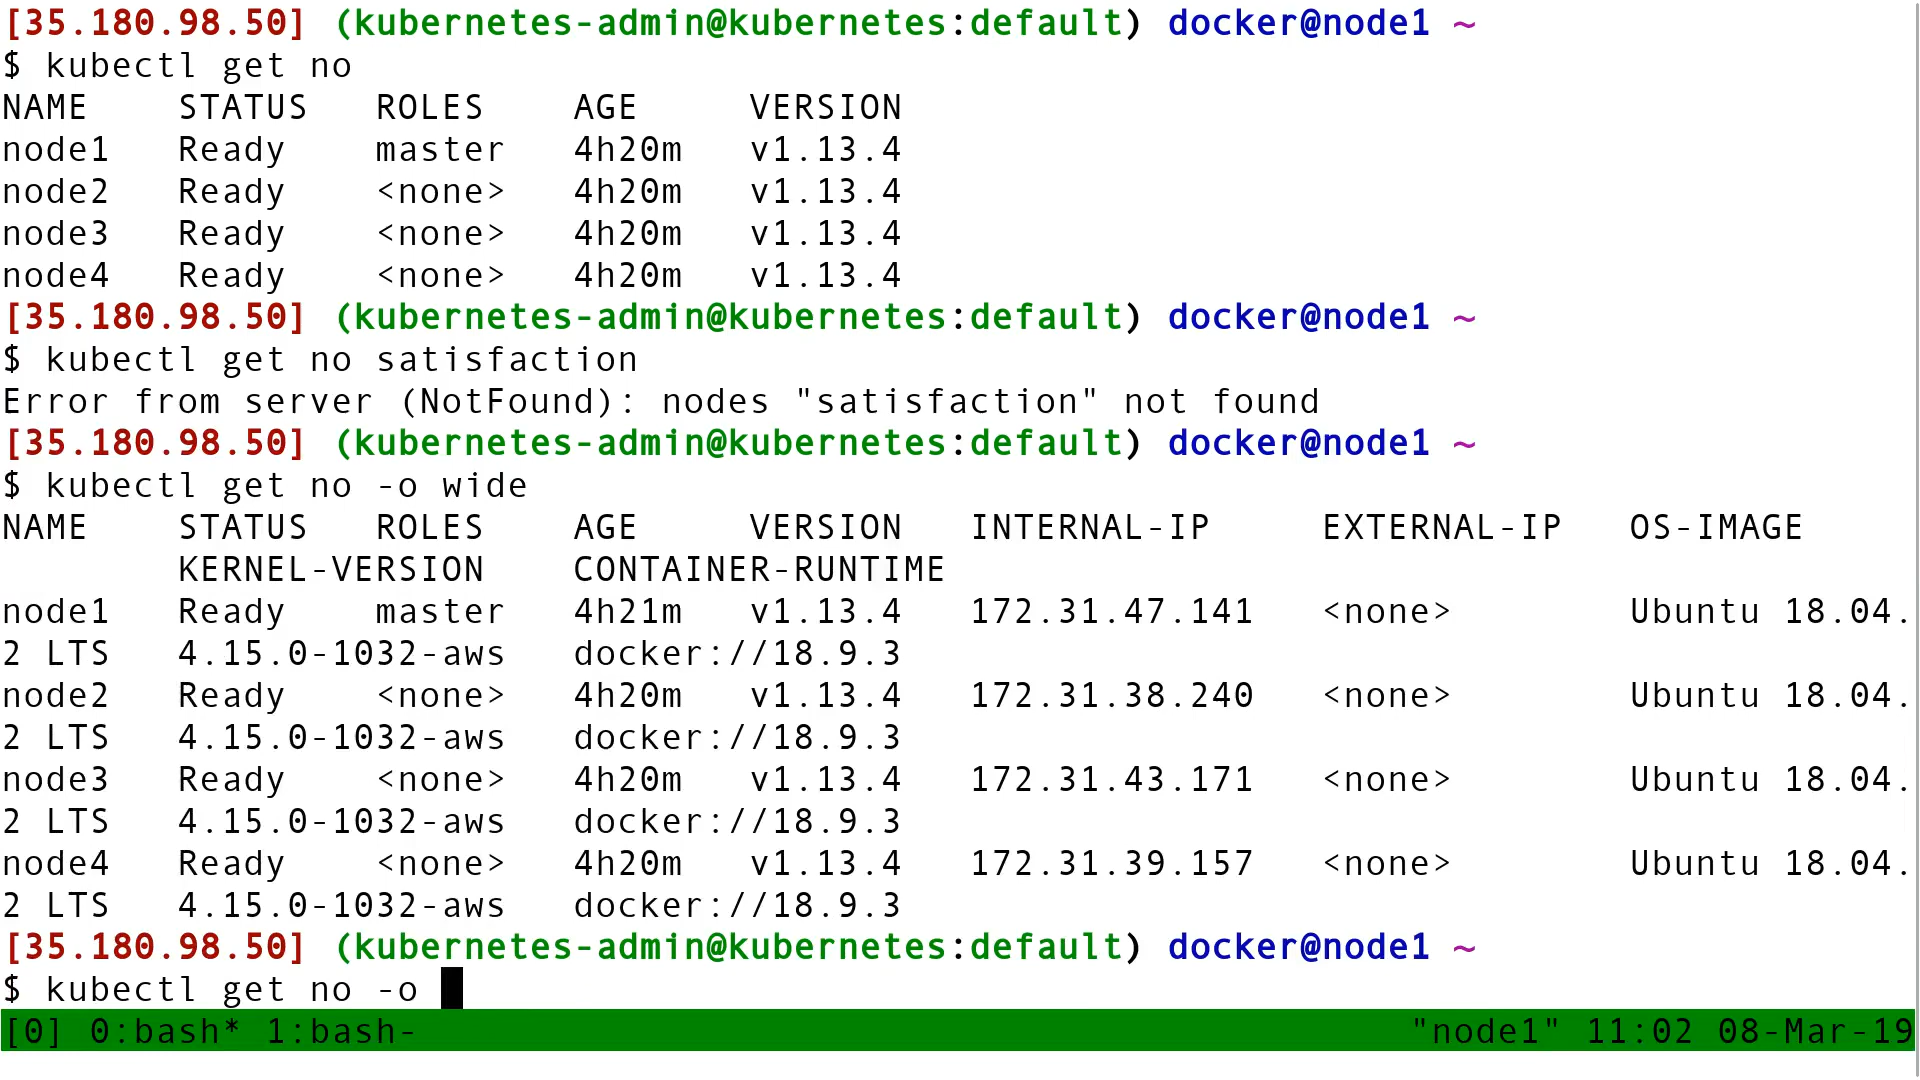 [35.180.98.50] (kubernetes-admin@kubernetes:default) docker@node1 ~
$ kubectl get no
NAME    STATUS   ROLES    AGE     VERSION
node1   Ready    master   4h20m   v1.13.4
node2   Ready    <none>   4h20m   v1.13.4
node3   Ready    <none>   4h20m   v1.13.4
node4   Ready    <none>   4h20m   v1.13.4
[35.180.98.50] (kubernetes-admin@kubernetes:default) docker@node1 ~
$ kubectl get no satisfaction
Error from server (NotFound): nodes "satisfaction" not found
[35.180.98.50] (kubernetes-admin@kubernetes:default) docker@node1 ~
$ kubectl get no -o wide
NAME    STATUS   ROLES    AGE     VERSION   INTERNAL-IP     EXTERNAL-IP   OS-IMAGE
        KERNEL-VERSION    CONTAINER-RUNTIME
node1   Ready    master   4h21m   v1.13.4   172.31.47.141   <none>        Ubuntu 18.04.
2 LTS   4.15.0-1032-aws   docker://18.9.3
node2   Ready    <none>   4h20m   v1.13.4   172.31.38.240   <none>        Ubuntu 18.04.
2 LTS   4.15.0-1032-aws   docker://18.9.3
node3   Ready    <none>   4h20m   v1.13.4   172.31.43.171   <none>        Ubuntu 18.04.
2 LTS   4.15.0-1032-aws   docker://18.9.3
node4   Ready    <none>   4h20m   v1.13.4   172.31.39.157   <none>        Ubuntu 18.04.
2 LTS   4.15.0-1032-aws   docker://18.9.3
[35.180.98.50] (kubernetes-admin@kubernetes:default) docker@node1 ~
$ kubectl get no -o
[0] 0:bash* 1:bash- "node1" 11:02 08-Mar-19